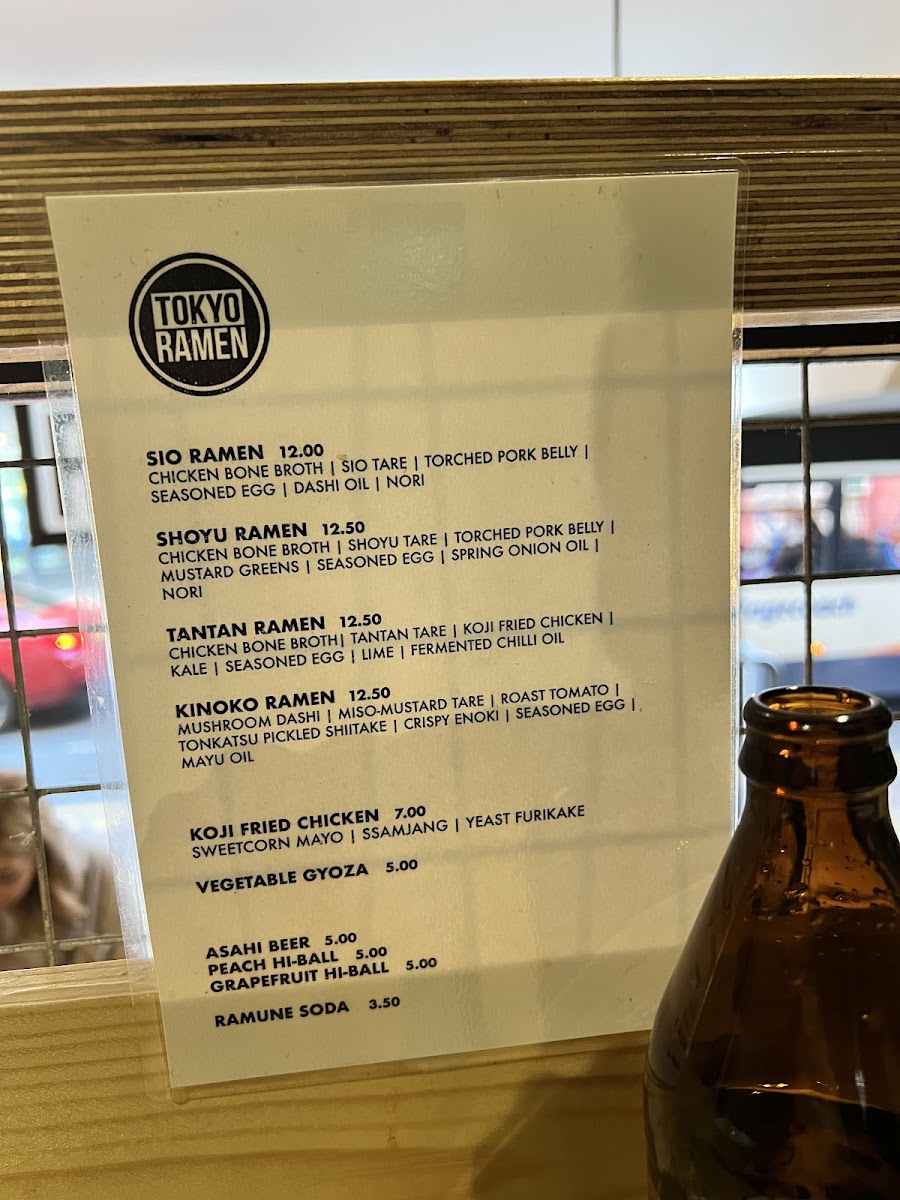 TOKYO
RAMEN
SIO RAMEN 12.00
CHICKEN BONE BROTH | SIO TARE | TORCHED PORK BELLY |
SEASONED EGG | DASHI OIL | NORI
SHOYU RAMEN 12.50
CHICKEN BONE BROTH | SHOYU TARE | TORCHED PORK BELLY |
MUSTARD GREENS | SEASONED EGG | SPRING ONION OIL |
NORI
TANTAN RAMEN 12.50
CHICKEN BONE BROTH| TANTAN TARE | KOJI FRIED CHICKEN |
KALE | SEASONED EGG | LIME | FERMENTED CHILLI OIL
KINOKO RAMEN 12.50
MUSHROOM DASHI | MISO-MUSTARD TARE | ROAST TOMATO |
TONKATSU PICKLED SHIITAKE | CRISPY ENOKI | SEASONED EGG |
MAYU OIL
KOJI FRIED CHICKEN 7.00
SWEETCORN MAYO | SSAMJANG | YEAST FURIKAKE
VEGETABLE GYOZA 5.00
ASAHI BEER 5.00
PEACH HI-BALL 5.00
GRAPEFRUIT HI-BALL 5.00
RAMUNE SODA 3.50